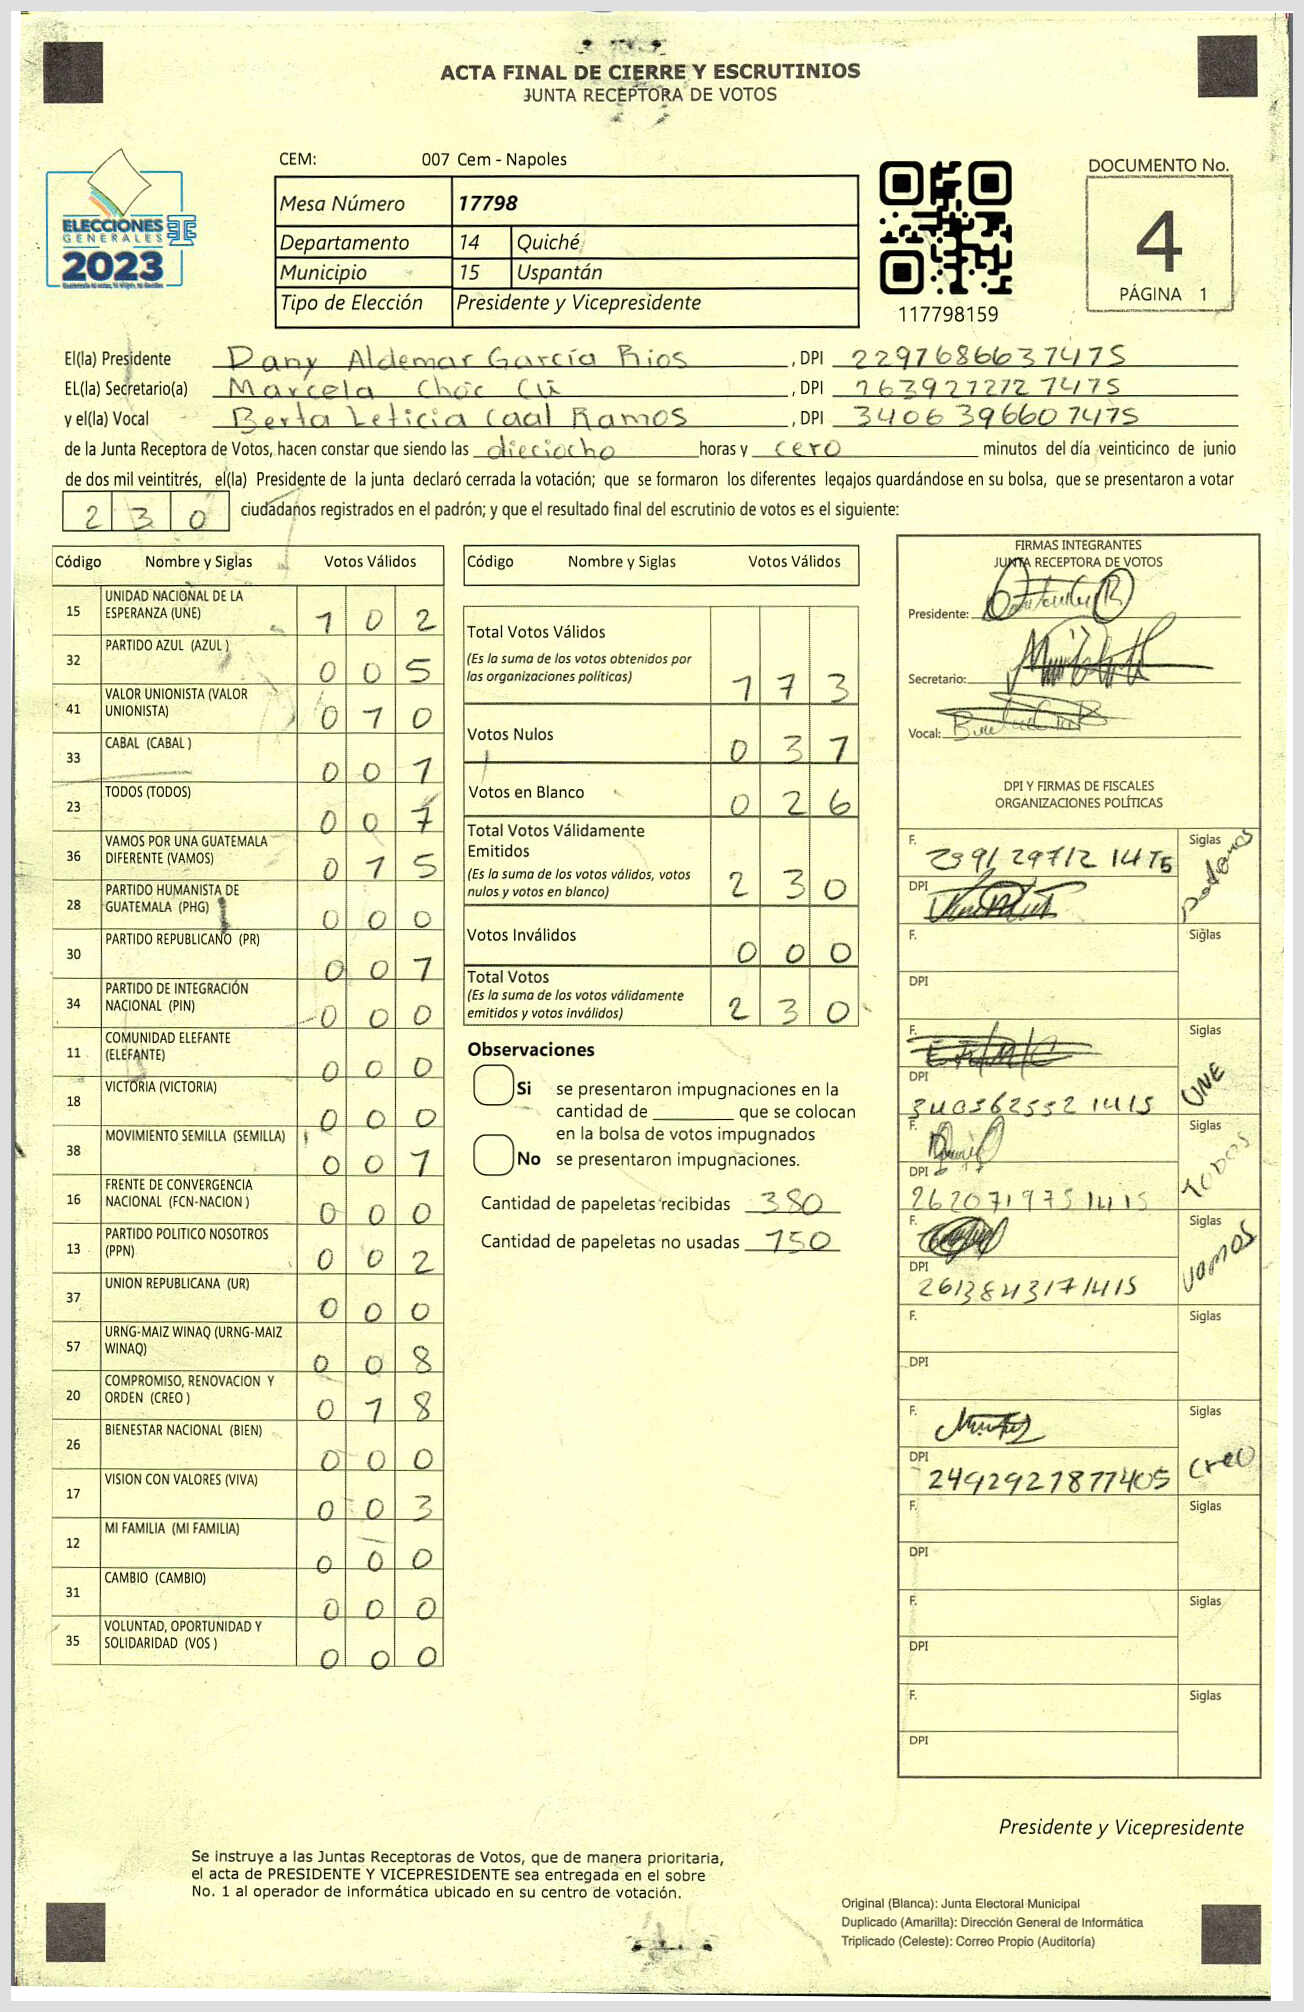 ACTA FINAL DE CIERRE Y ESCRUTINIOS
JUNTA RECEPTORA DE VOTOS
ELECCIONES
GENERALES
2023
CEM: 007 Cem - Napoles
Mesa Número 17798
Departamento 14 Quiché
Municipio 15 Uspantán
Tipo de Elección Presidente y Vicepresidente
117798159
DOCUMENTO No.
4
PÁGINA 1
El(la) Presidente Dany Aldemar García Rios , DPI 2297686637475
EL(la) Secretario(a) Marcela Choc Cú , DPI 7639272727475
y el(la) Vocal Berta Leticia Caal Ramos , DPI 3406396607475
de la Junta Receptora de Votos, hacen constar que siendo las dieciocho horas y cero minutos del día veinticinco de junio
de dos mil veintitrés, el(la) Presidente de la junta declaró cerrada la votación; que se formaron los diferentes legajos guardándose en su bolsa, que se presentaron a votar
230 ciudadanos registrados en el padrón; y que el resultado final del escrutinio de votos es el siguiente:
Código Nombre y Siglas Votos Válidos
15 UNIDAD NACIONAL DE LA ESPERANZA (UNE) 1 0 2
32 PARTIDO AZUL (AZUL ) 0 0 5
41 VALOR UNIONISTA (VALOR UNIONISTA) 0 1 0
33 CABAL (CABAL ) 0 0 1
23 TODOS (TODOS) 0 0 7
36 VAMOS POR UNA GUATEMALA DIFERENTE (VAMOS) 0 1 5
28 PARTIDO HUMANISTA DE GUATEMALA (PHG) 0 0 0
30 PARTIDO REPUBLICANO (PR) 0 0 1
34 PARTIDO DE INTEGRACIÓN NACIONAL (PIN) 0 0 0
11 COMUNIDAD ELEFANTE (ELEFANTE) 0 0 0
18 VICTORIA (VICTORIA) 0 0 0
38 MOVIMIENTO SEMILLA (SEMILLA) 0 0 1
16 FRENTE DE CONVERGENCIA NACIONAL (FCN-NACION ) 0 0 0
13 PARTIDO POLITICO NOSOTROS (PPN) 0 0 2
37 UNION REPUBLICANA (UR) 0 0 0
57 URNG-MAIZ WINAQ (URNG-MAIZ WINAQ) 0 0 8
20 COMPROMISO, RENOVACION Y ORDEN (CREO ) 0 1 8
26 BIENESTAR NACIONAL (BIEN) 0 0 0
17 VISION CON VALORES (VIVA) 0 0 3
12 MI FAMILIA (MI FAMILIA) 0 0 0
31 CAMBIO (CAMBIO) 0 0 0
35 VOLUNTAD, OPORTUNIDAD Y SOLIDARIDAD (VOS ) 0 0 0
Código Nombre y Siglas Votos Válidos
Total Votos Válidos 1 7 3
(Es la suma de los votos obtenidos por
las organizaciones políticas)
Votos Nulos 0 3 1
Votos en Blanco 0 2 6
Total Votos Válidamente
Emitidos 2 3 0
(Es la suma de los votos válidos, votos
nulos y votos en blanco)
Votos Inválidos 0 0 0
Total Votos 2 3 0
(Es la suma de los votos válidamente
emitidos y votos inválidos)
Observaciones
Si se presentaron impugnaciones en la
cantidad de ________ que se colocan
en la bolsa de votos impugnados
No se presentaron impugnaciones.
Cantidad de papeletas recibidas 380
Cantidad de papeletas no usadas 150
FIRMAS INTEGRANTES
JUNTA RECEPTORA DE VOTOS
Presidente:
Secretario:
Vocal:
DPI Y FIRMAS DE FISCALES
ORGANIZACIONES POLÍTICAS
F. Siglas
DPI
F. Siglas
DPI
F. Siglas UNE
DPI 3403625521415
F. Siglas TODOS
DPI 2620719751415
F. Siglas vamos
DPI 2613843171415
F. Siglas
DPI
F. Siglas creo
DPI 2492927877405
F. Siglas
DPI
F. Siglas
DPI
F. Siglas
DPI
Presidente y Vicepresidente
Se instruye a las Juntas Receptoras de Votos, que de manera prioritaria,
el acta de PRESIDENTE Y VICEPRESIDENTE sea entregada en el sobre
No. 1 al operador de informática ubicado en su centro de votación.
Original (Blanca): Junta Electoral Municipal
Duplicado (Amarilla): Dirección General de Informática
Triplicado (Celeste): Correo Propio (Auditoría)